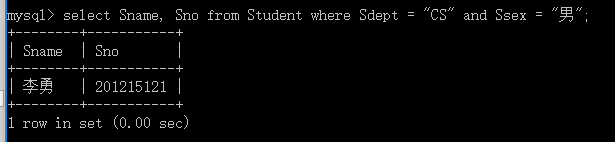 mysql> select Sname, Sno from Student where Sdept = "CS" and Ssex = "男";
+--------+-----------+
| Sname  | Sno       |
+--------+-----------+
| 李勇   | 201215121 |
+--------+-----------+
1 row in set (0.00 sec)